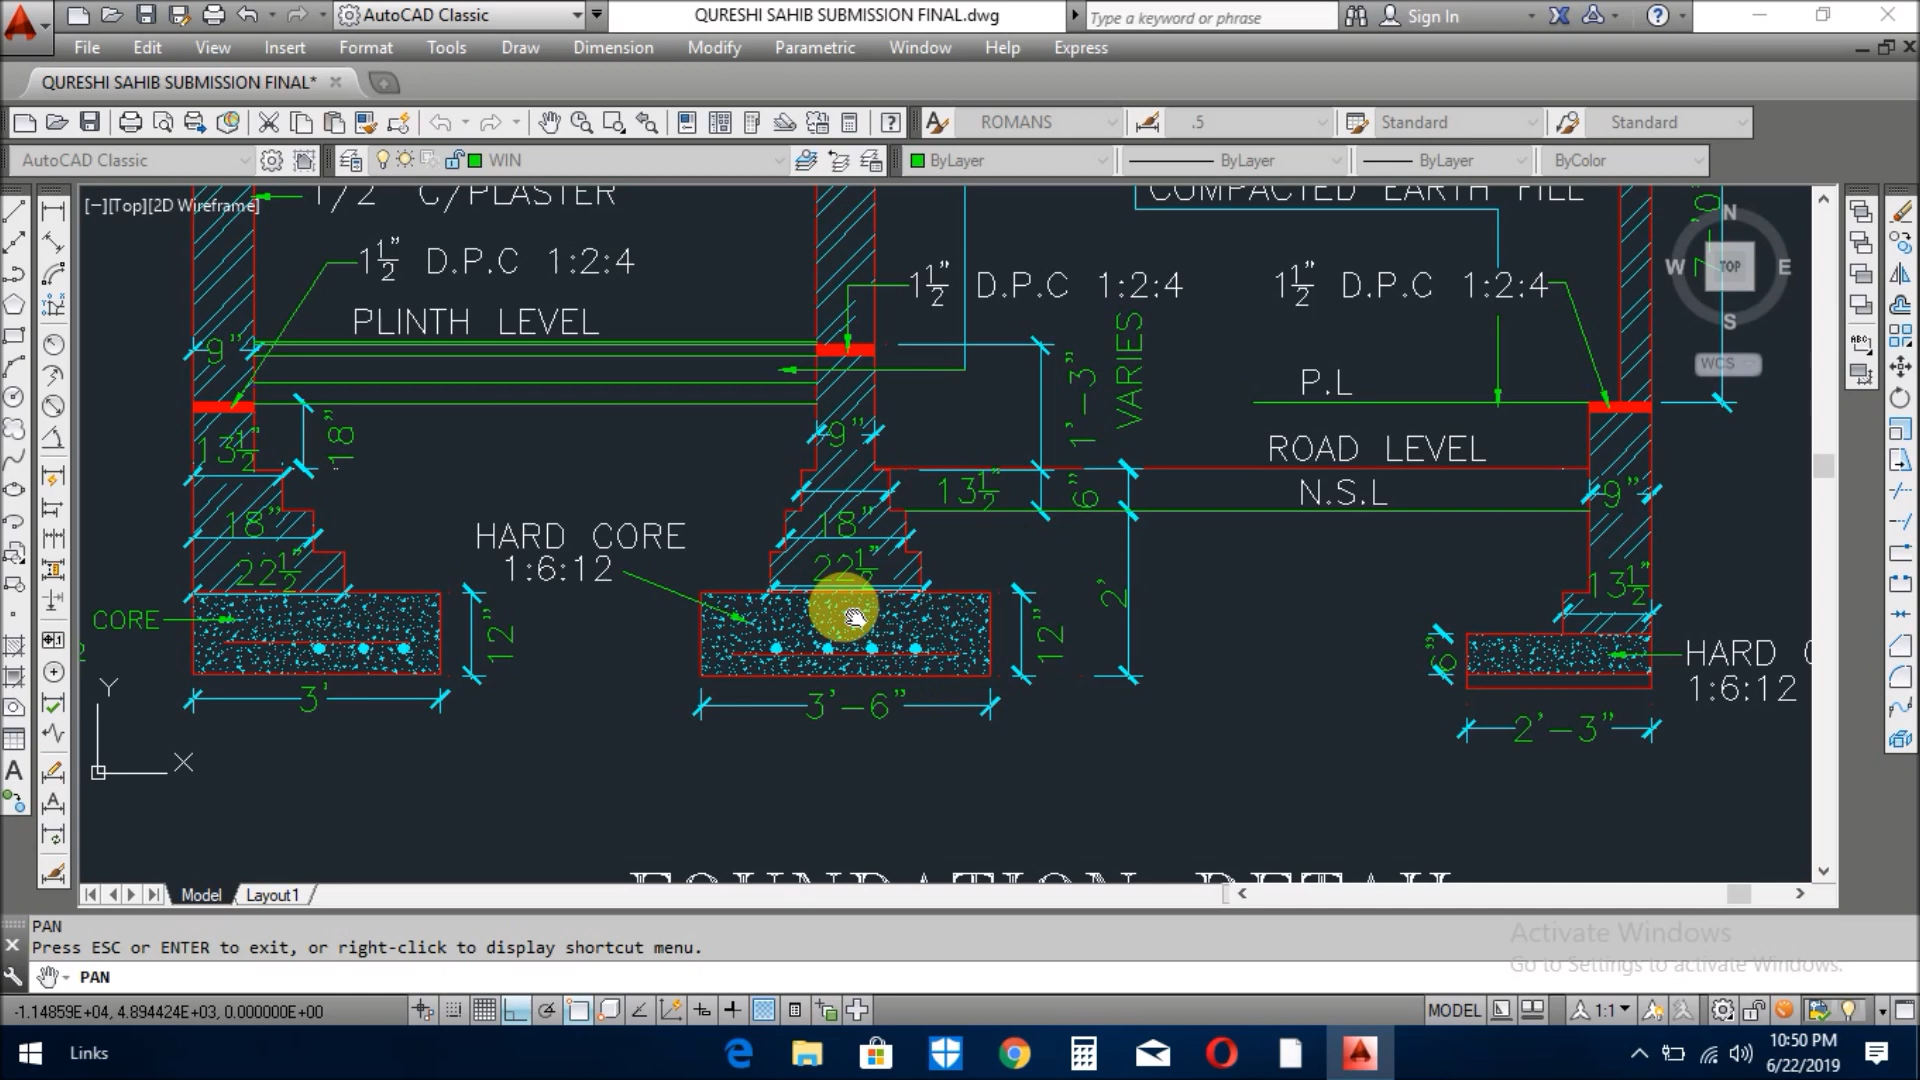 AutoCAD Classic
QURESHI SAHIB SUBMISSION FINAL.dwg
Type a keyword or phrase
Sign In
File Edit View Insert Format Tools Draw Dimension Modify Parametric Window Help Express
QURESHI SAHIB SUBMISSION FINAL*
ROMANS .5 Standard Standard
AutoCAD Classic WIN ByLayer ByLayer ByLayer ByColor
[−][Top][2D Wireframe]
1/2" C/PLASTER
COMPACTED EARTH FILL
N
W TOP E
S
WCS
1½" D.P.C 1:2:4
1½" D.P.C 1:2:4
1½" D.P.C 1:2:4
PLINTH LEVEL
9"
13½"
18"
18"
22½"
1'-3"
VARIES
P.L
ROAD LEVEL
N.S.L
9"
13½"
6"
18"
22½"
9"
13½"
HARD CORE
1:6:12
CORE
12"
12"
2'
6"
HARD
1:6:12
3'
3'-6"
2'-3"
Y
X
FOUNDATION DETAIL
Model Layout1
PAN
Press ESC or ENTER to exit, or right-click to display shortcut menu.
PAN
Activate Windows
Go to Settings to activate Windows.
-1.14859E+04, 4.894424E+03, 0.000000E+00
MODEL
1:1
Links
10:50 PM
6/22/2019